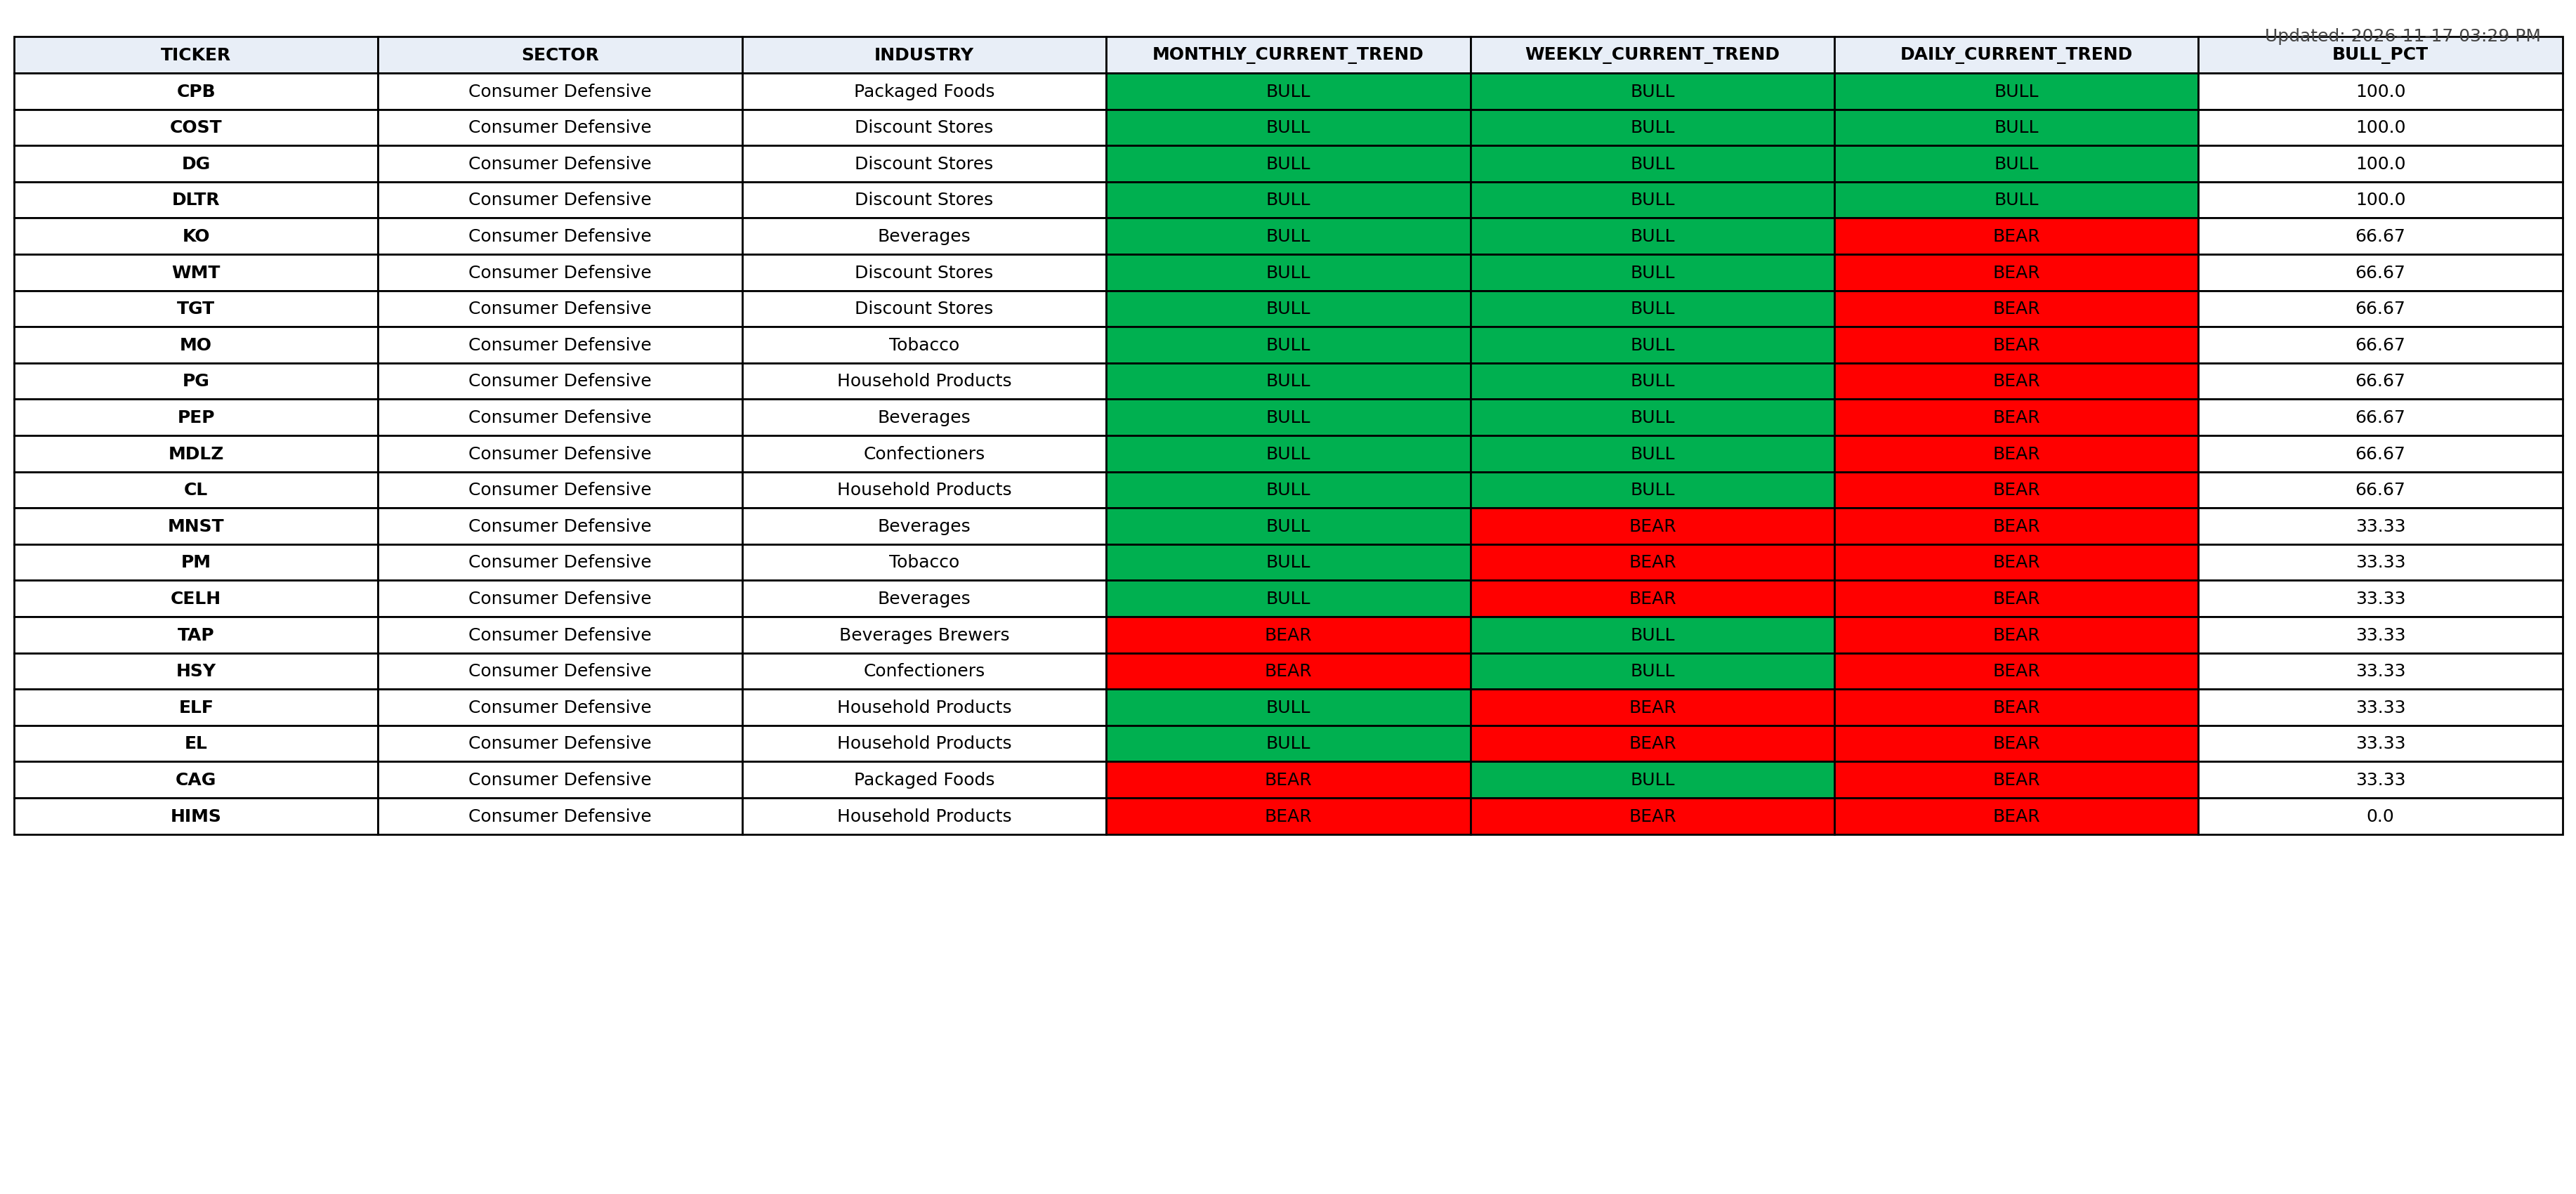 Updated: 2026-11-17 03:29 PM
TICKER SECTOR INDUSTRY MONTHLY_CURRENT_TREND WEEKLY_CURRENT_TREND DAILY_CURRENT_TREND BULL_PCT
CPB Consumer Defensive Packaged Foods BULL BULL BULL 100.0
COST Consumer Defensive Discount Stores BULL BULL BULL 100.0
DG Consumer Defensive Discount Stores BULL BULL BULL 100.0
DLTR Consumer Defensive Discount Stores BULL BULL BULL 100.0
KO Consumer Defensive Beverages BULL BULL BEAR 66.67
WMT Consumer Defensive Discount Stores BULL BULL BEAR 66.67
TGT Consumer Defensive Discount Stores BULL BULL BEAR 66.67
MO Consumer Defensive Tobacco BULL BULL BEAR 66.67
PG Consumer Defensive Household Products BULL BULL BEAR 66.67
PEP Consumer Defensive Beverages BULL BULL BEAR 66.67
MDLZ Consumer Defensive Confectioners BULL BULL BEAR 66.67
CL Consumer Defensive Household Products BULL BULL BEAR 66.67
MNST Consumer Defensive Beverages BULL BEAR BEAR 33.33
PM Consumer Defensive Tobacco BULL BEAR BEAR 33.33
CELH Consumer Defensive Beverages BULL BEAR BEAR 33.33
TAP Consumer Defensive Beverages Brewers BEAR BULL BEAR 33.33
HSY Consumer Defensive Confectioners BEAR BULL BEAR 33.33
ELF Consumer Defensive Household Products BULL BEAR BEAR 33.33
EL Consumer Defensive Household Products BULL BEAR BEAR 33.33
CAG Consumer Defensive Packaged Foods BEAR BULL BEAR 33.33
HIMS Consumer Defensive Household Products BEAR BEAR BEAR 0.0